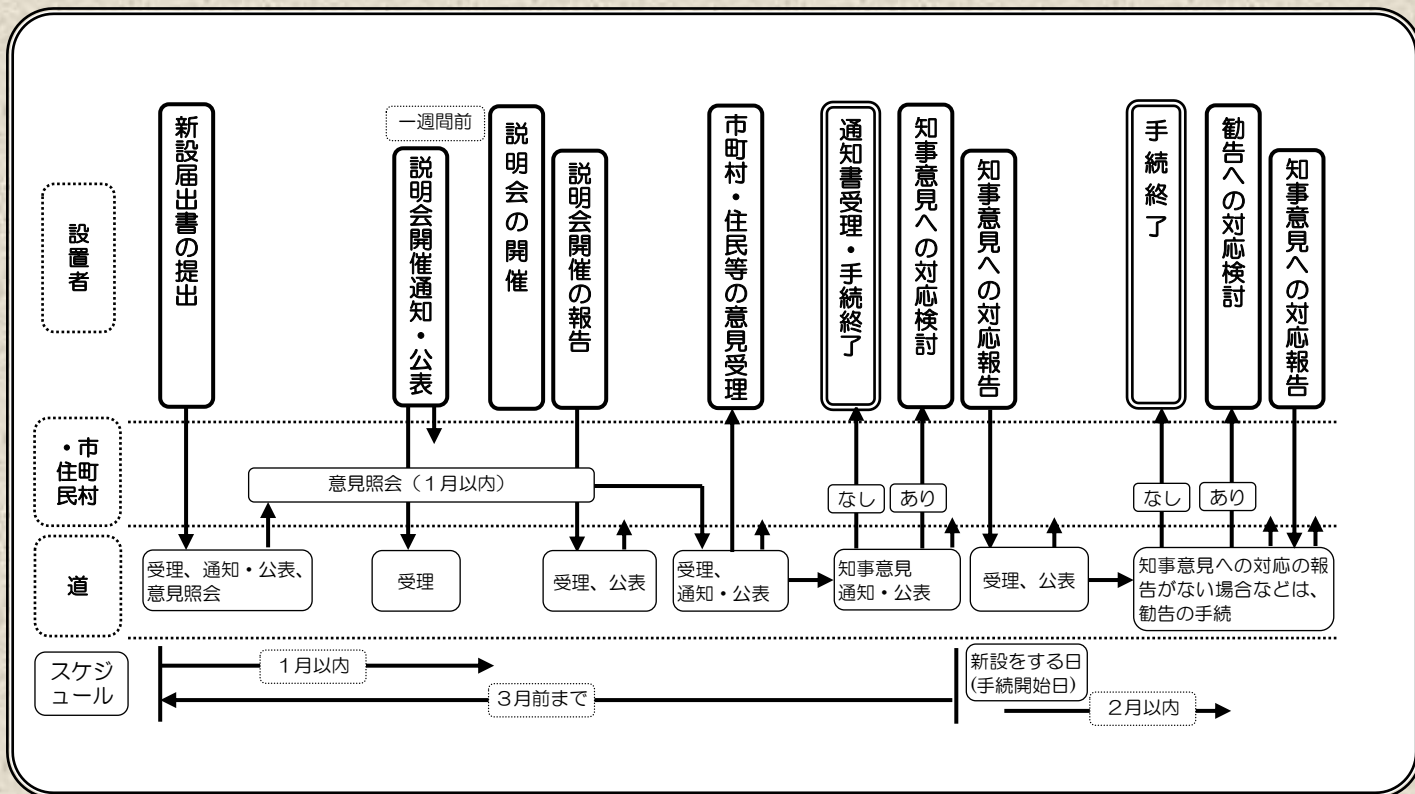 設置者
新設届出書の提出
一週間前
説明会開催通知・公表
説明会の開催
説明会開催の報告
市町村・住民等の意見受理
通知書受理・手続終了
知事意見への対応検討
知事意見への対応報告
手続終了
勧告への対応検討
知事意見への対応報告
市町村
・住民
意見照会（１月以内）
なし
あり
なし
あり
道
受理、通知・公表、
意見照会
受理
受理、公表
受理、
通知・公表
知事意見
通知・公表
受理、公表
知事意見への対応の報
告がない場合などは、
勧告の手続
スケジ
ュール
１月以内
３月前まで
新設をする日
(手続開始日)
２月以内